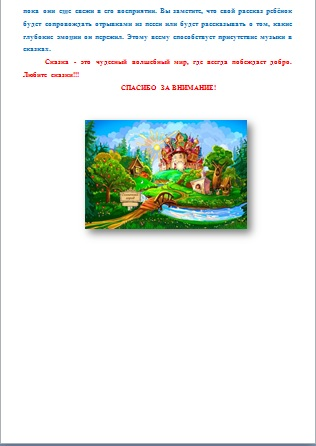 пока они еще свежи в его восприятии. Вы заметите, что свой рассказ ребёнок
будет сопровождать отрывками из песен или будет рассказывать о том, какие
глубокие эмоции он пережил. Этому всему способствует присутствие музыки в
сказках.
Сказка - это чудесный волшебный мир, где всегда побеждает добро.
Любите сказки!!!
СПАСИБО ЗА ВНИМАНИЕ!